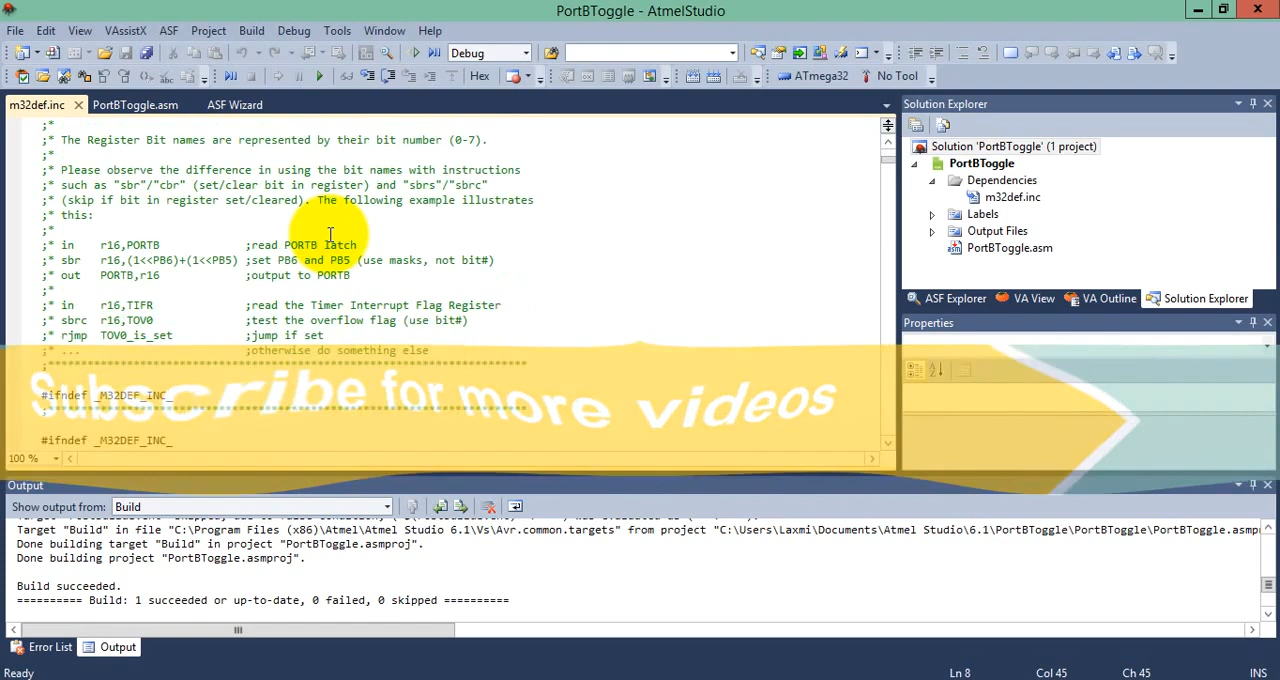 PortBToggle - AtmelStudio
File Edit View VAssistX ASF Project Build Debug Tools Window Help
Debug
Hex ATmega32 No Tool
m32def.inc PortBToggle.asm ASF Wizard
;*
;* The Register Bit names are represented by their bit number (0-7).
;*
;* Please observe the difference in using the bit names with instructions
;* such as "sbr"/"cbr" (set/clear bit in register) and "sbrs"/"sbrc"
;* (skip if bit in register set/cleared). The following example illustrates
;* this:
;*
;* in r16,PORTB ;read PORTB latch
;* sbr r16,(1<<PB6)+(1<<PB5) ;set PB6 and PB5 (use masks, not bit#)
;* out PORTB,r16 ;output to PORTB
;*
;* in r16,TIFR ;read the Timer Interrupt Flag Register
;* sbrc r16,TOV0 ;test the overflow flag (use bit#)
;* rjmp TOV0_is_set ;jump if set
;* ... ;otherwise do something else
#ifndef _M32DEF_INC_
#ifndef _M32DEF_INC_
100 %
Subscribe for more videos
Solution Explorer
Solution 'PortBToggle' (1 project)
PortBToggle
Dependencies
m32def.inc
Labels
Output Files
PortBToggle.asm
ASF Explorer VA View VA Outline Solution Explorer
Properties
Output
Show output from: Build
Target "Build" in file "C:\Program Files (x86)\Atmel\Atmel Studio 6.1\Vs\Avr.common.targets" from project "C:\Users\Laxmi\Documents\Atmel Studio\6.1\PortBToggle\PortBToggle\PortBToggle.asmpr
Done building target "Build" in project "PortBToggle.asmproj".
Done building project "PortBToggle.asmproj".
Build succeeded.
========== Build: 1 succeeded or up-to-date, 0 failed, 0 skipped ==========
Error List Output
Ready Ln 8 Col 45 Ch 45 INS